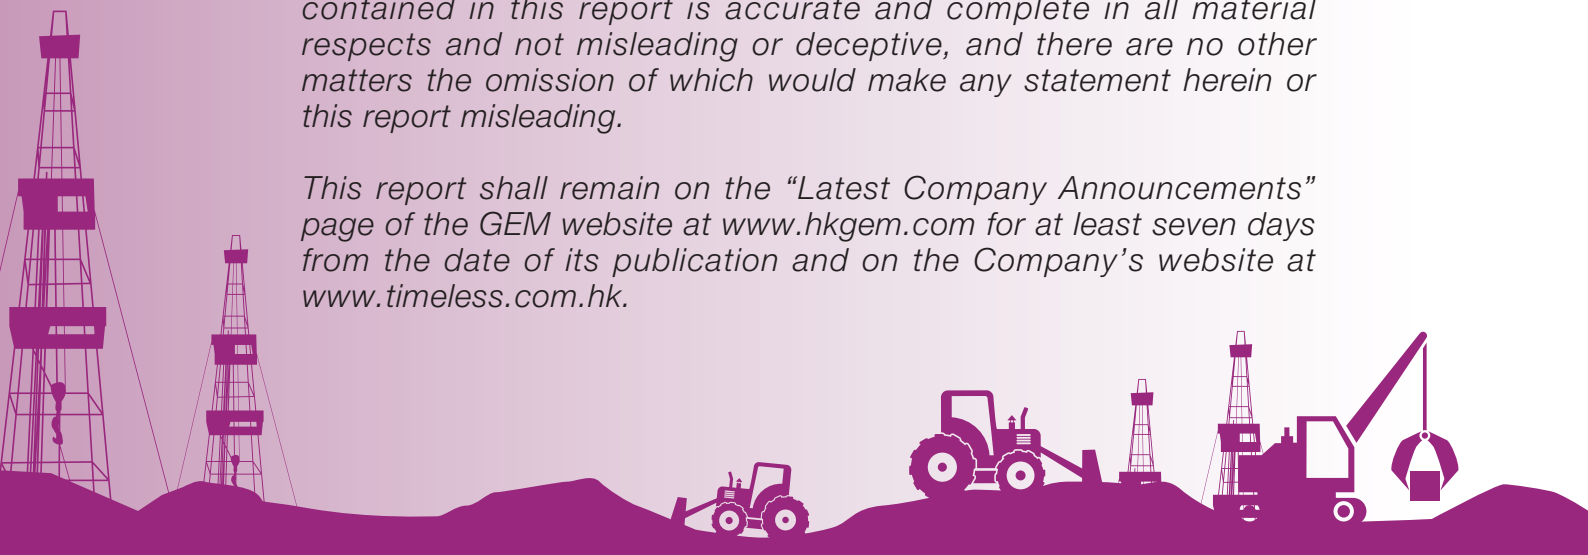 contained in this report is accurate and complete in all material
respects and not misleading or deceptive, and there are no other
matters the omission of which would make any statement herein or
this report misleading.
This report shall remain on the “Latest Company Announcements”
page of the GEM website at www.hkgem.com for at least seven days
from the date of its publication and on the Company’s website at
www.timeless.com.hk.